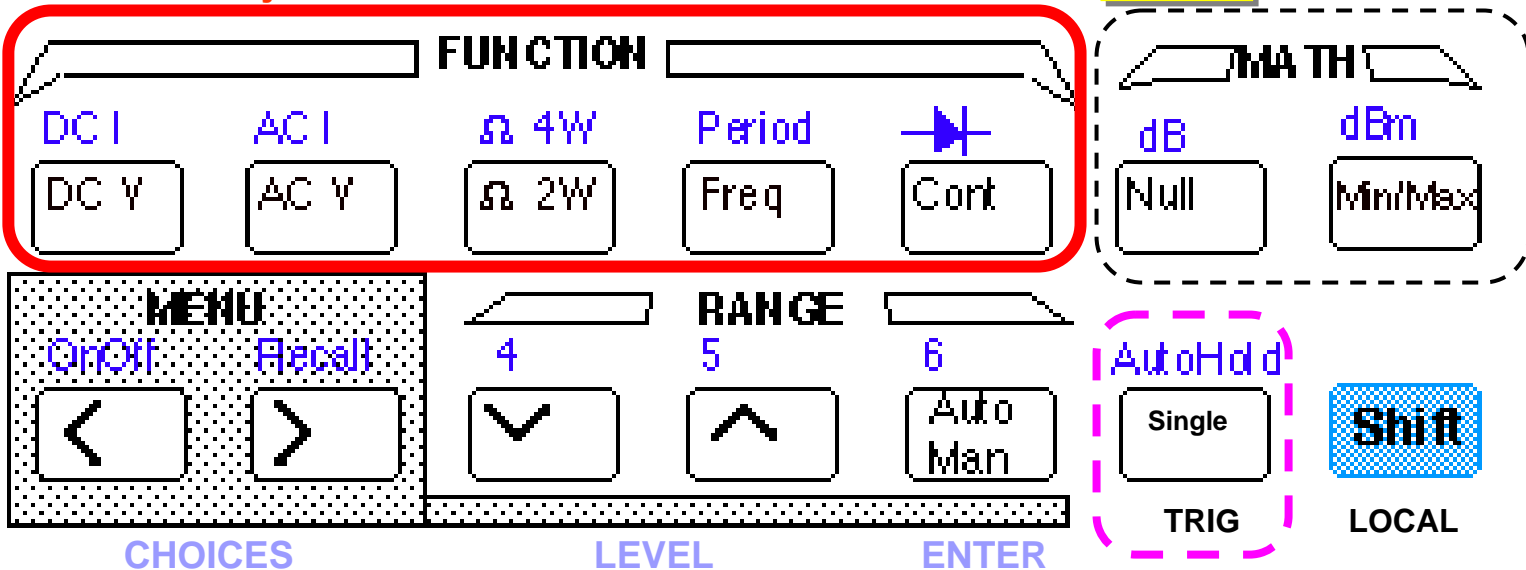 FUNCTION MATH
DC I AC I Ω 4W Period dB dBm
DC V AC V Ω 2W Freq Cont Null Min/Max
MENU RANGE
On/Off Recall 4 5 6 AutoHold
< > ∨ ∧ Auto Man Single Shift
TRIG LOCAL
CHOICES LEVEL ENTER